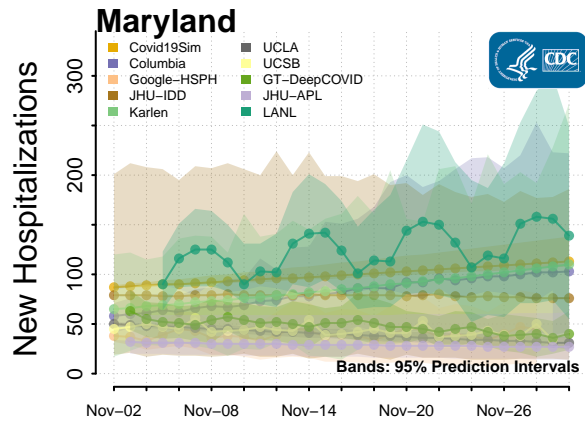 Maryland
Covid19Sim
Columbia
Google−HSPH
JHU−IDD
Karlen
UCLA
UCSB
GT−DeepCOVID
JHU−APL
LANL
CDC
New Hospitalizations
300
200
100
50
0
Bands: 95% Prediction Intervals
Nov−02 Nov−08 Nov−14 Nov−20 Nov−26